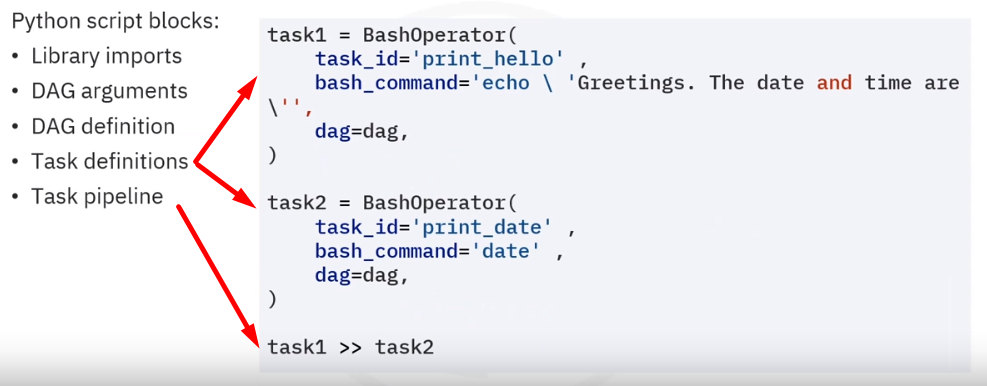 Python script blocks:
• Library imports
• DAG arguments
• DAG definition
• Task definitions
• Task pipeline
task1 = BashOperator(
    task_id='print_hello' ,
    bash_command='echo \ 'Greetings. The date and time are
\'',
    dag=dag,
)
task2 = BashOperator(
    task_id='print_date' ,
    bash_command='date' ,
    dag=dag,
)
task1 >> task2